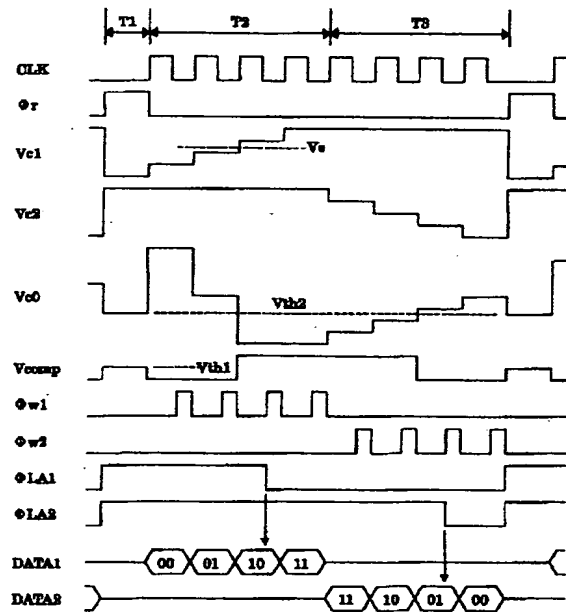 T1 T2 T3
CLK
Φr
Vc1
Vs
Vc2
Vc0
Vth2
Vcomp
Vth1
Φw1
Φw2
ΦLA1
ΦLA2
DATA1 00 01 10 11
DATA2 11 10 01 00